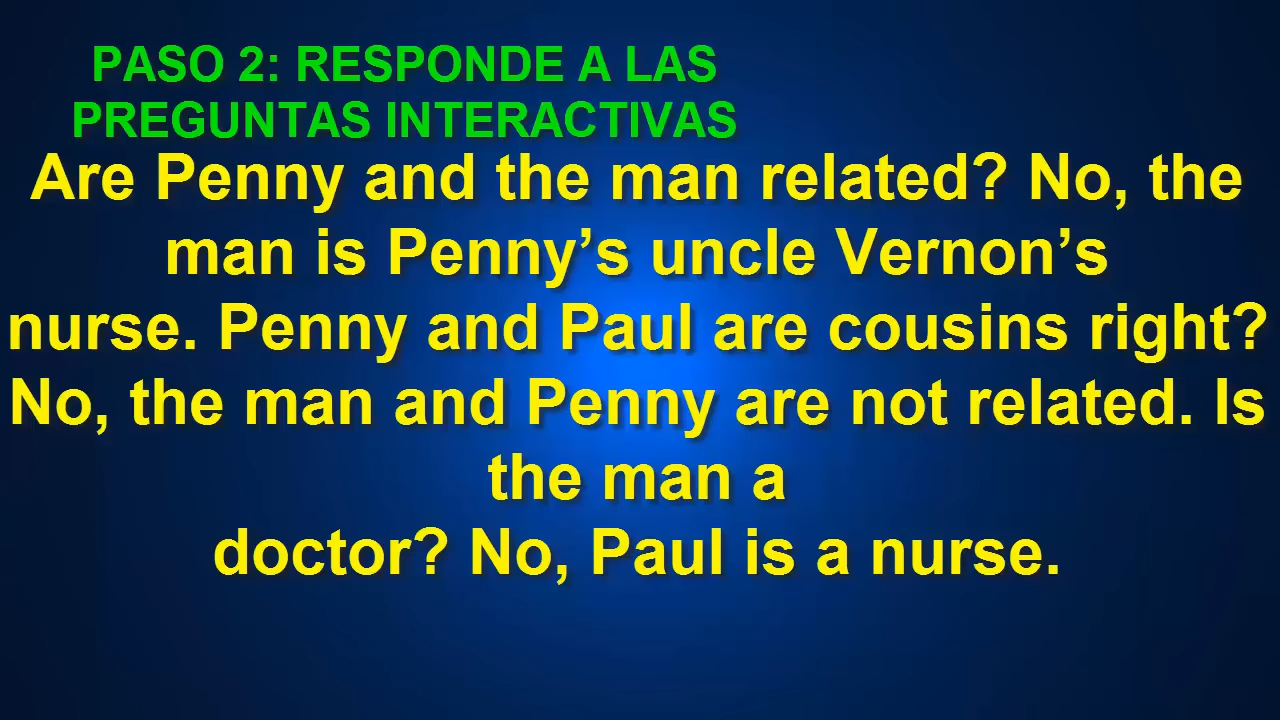 PASO 2: RESPONDE A LAS
PREGUNTAS INTERACTIVAS
Are Penny and the man related? No, the
man is Penny’s uncle Vernon’s
nurse. Penny and Paul are cousins right?
No, the man and Penny are not related. Is
the man a
doctor? No, Paul is a nurse.